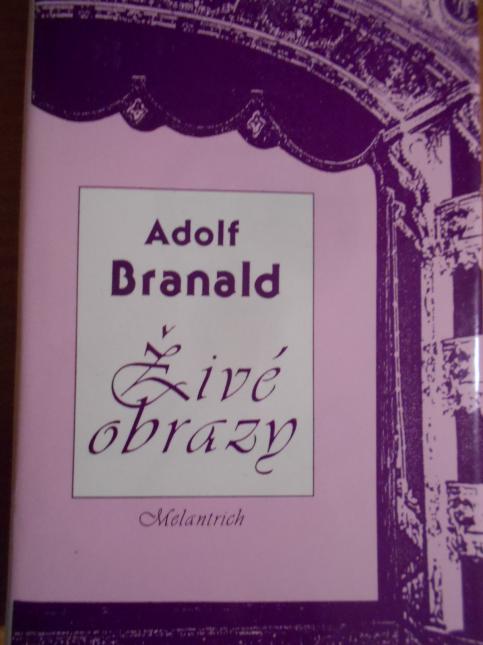 Adolf
Branald
Živé
obrazy
Melantrich